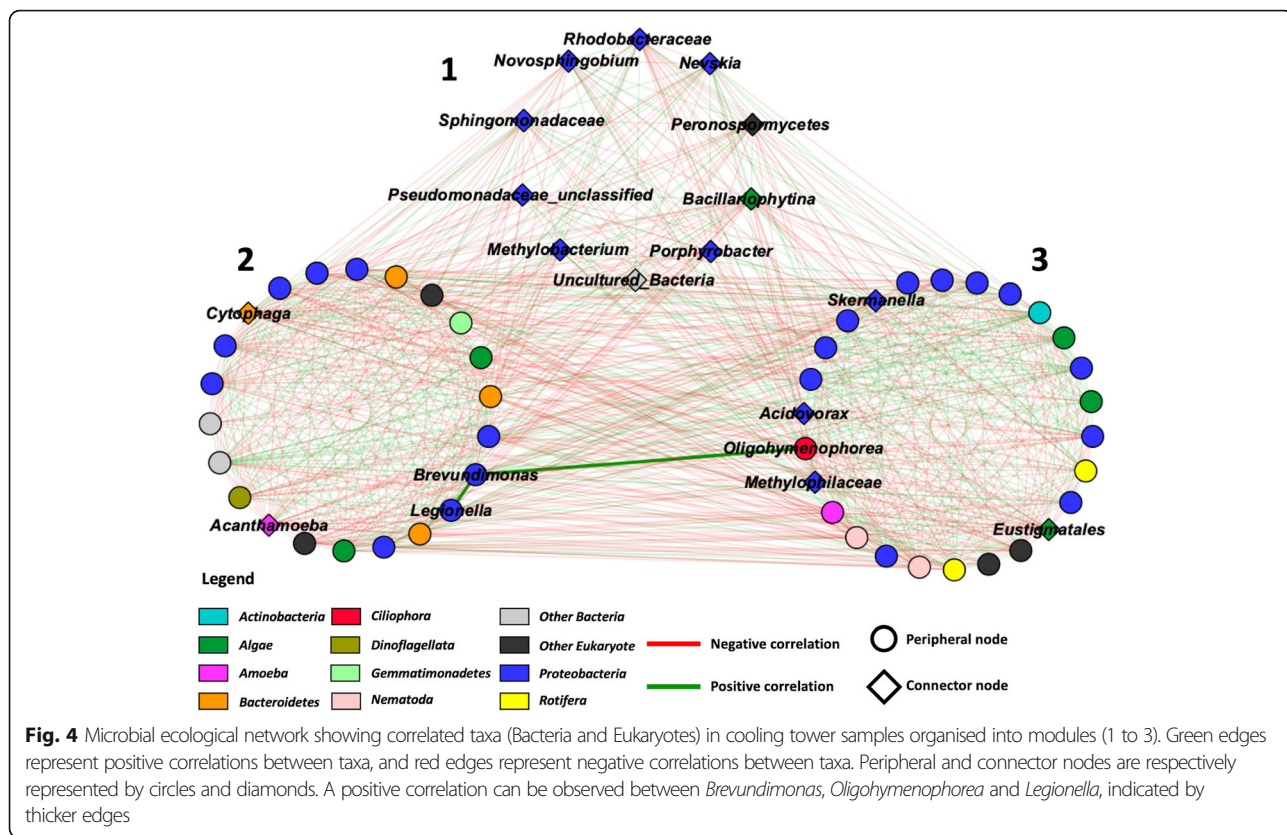 Rhodobacteraceae
Novosphingobium
Nevskia
1
Sphingomonadaceae
Peronospormycetes
Pseudomonadaceae_unclassified
Bacillariophytina
Methylobacterium
Porphyrobacter
2
3
Uncultured_Bacteria
Cytophaga
Skermanella
Acidovorax
Oligohymenophorea
Brevundimonas
Methylophilaceae
Legionella
Acanthamoeba
Eustigmatales
Legend
Actinobacteria
Algae
Amoeba
Bacteroidetes
Ciliophora
Dinoflagellata
Gemmatimonadetes
Nematoda
Other Bacteria
Other Eukaryote
Proteobacteria
Rotifera
Negative correlation
Positive correlation
Peripheral node
Connector node
Fig. 4 Microbial ecological network showing correlated taxa (Bacteria and Eukaryotes) in cooling tower samples organised into modules (1 to 3). Green edges
represent positive correlations between taxa, and red edges represent negative correlations between taxa. Peripheral and connector nodes are respectively
represented by circles and diamonds. A positive correlation can be observed between Brevundimonas, Oligohymenophorea and Legionella, indicated by
thicker edges